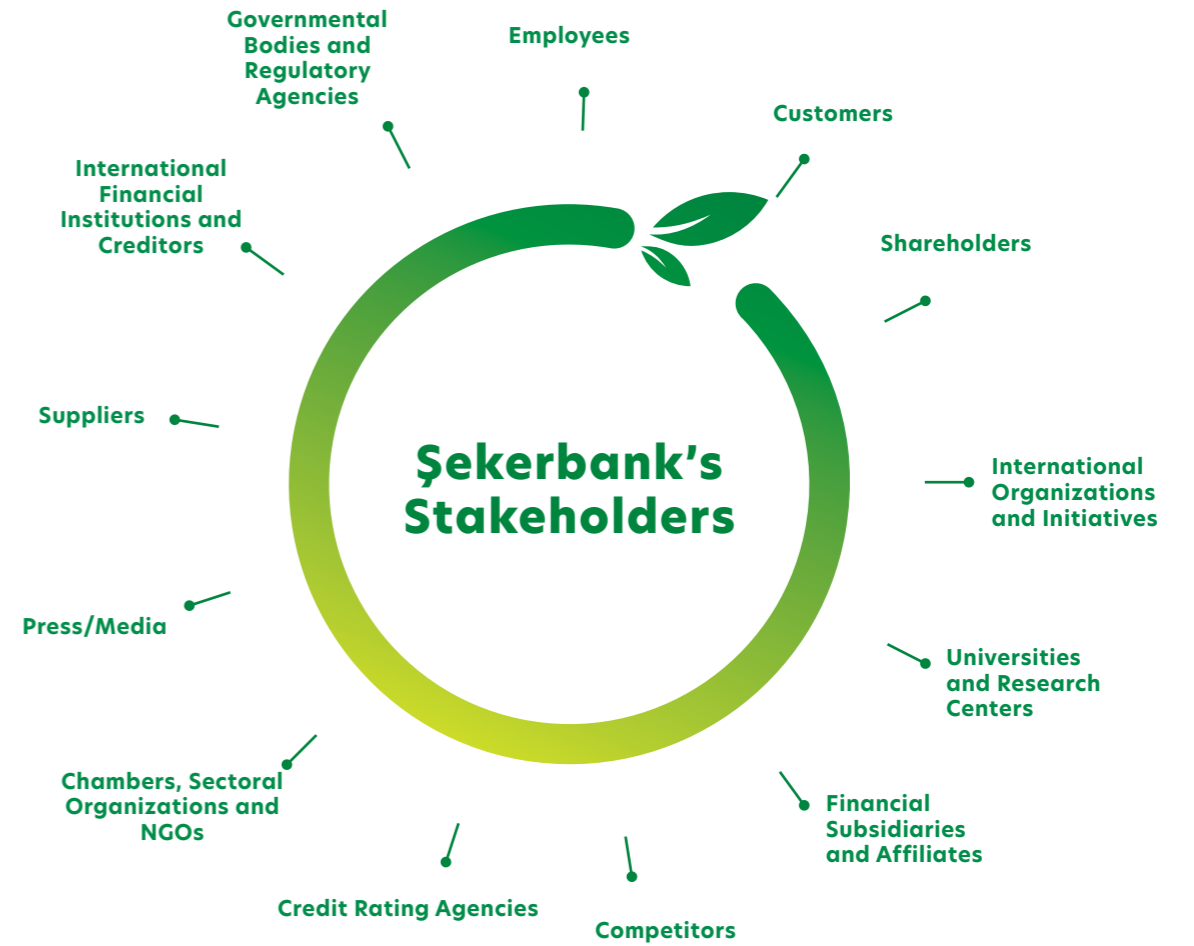 Governmental
Bodies and
Regulatory
Agencies
Employees
Customers
Shareholders
International
Organizations
and Initiatives
Universities
and Research
Centers
Financial
Subsidiaries
and Affiliates
Competitors
Credit Rating Agencies
Chambers, Sectoral
Organizations and
NGOs
Press/Media
Suppliers
International
Financial
Institutions and
Creditors
Şekerbank’s
Stakeholders